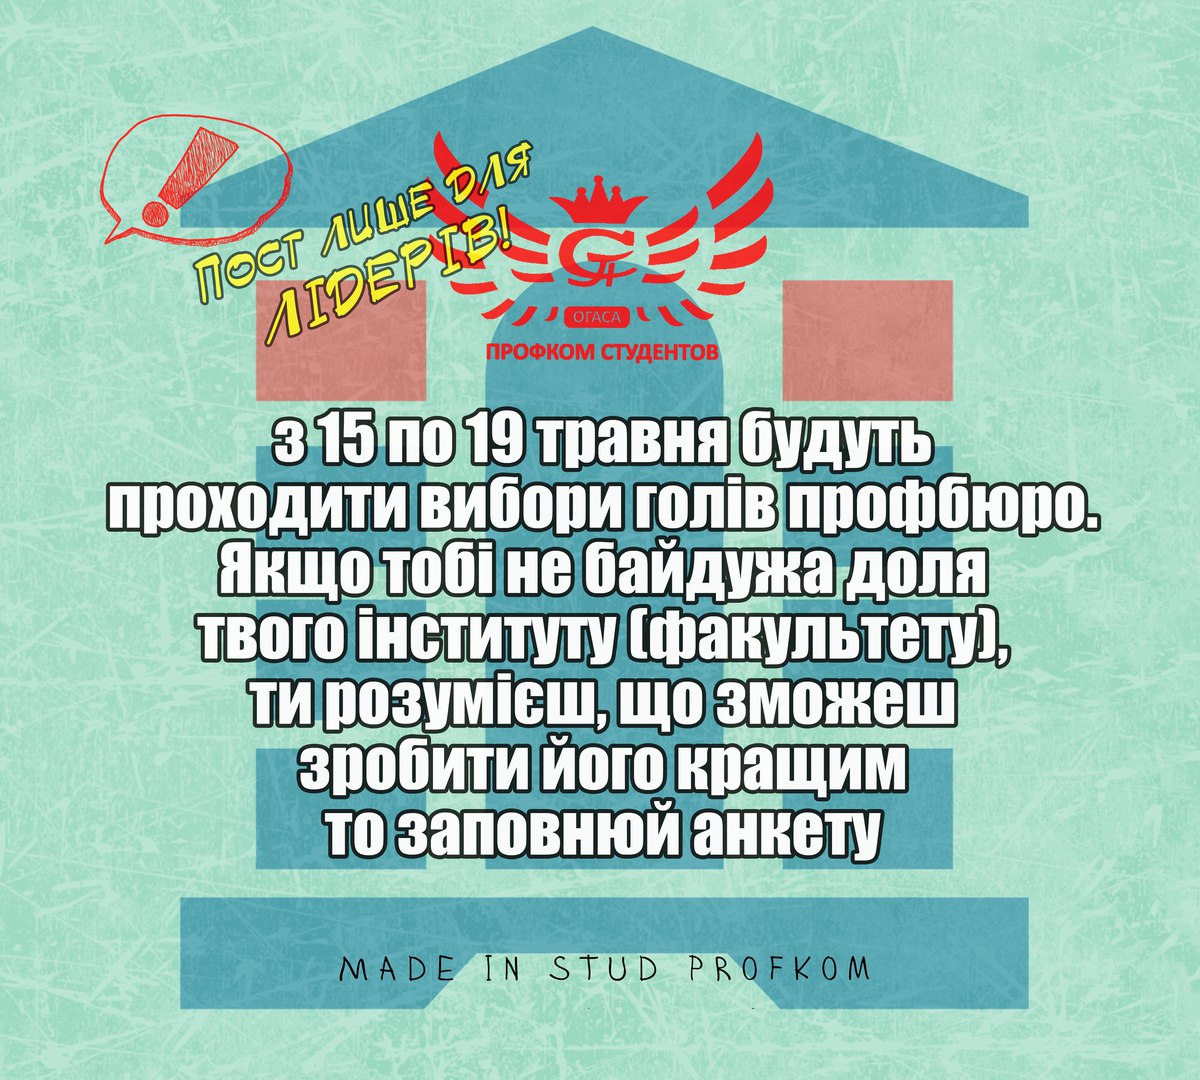 ПОСТ ЛИШЕ ДЛЯ
ЛІДЕРІВ!
ОГАСА
ПРОФКОМ СТУДЕНТОВ
з 15 по 19 травня будуть
проходити вибори голів профбюро.
Якщо тобі не байдужа доля
твого інституту (факультету),
ти розумієш, що зможеш
зробити його кращим
то заповнюй анкету
MADE IN STUD PROFKOM